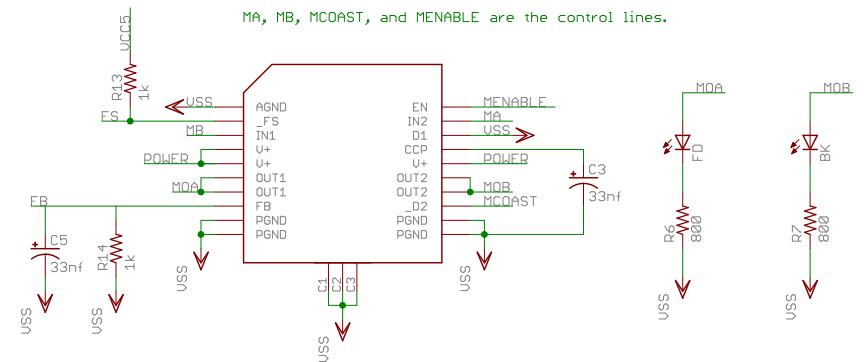 MA, MB, MCOAST, and MENABLE are the control lines.
VCC5
R13
1k
FS
VSS
MB
POWER
MOA
FB
C5
33nf
R14
1k
VSS
VSS
VSS
AGND
_FS
IN1
V+
V+
OUT1
OUT1
FB
PGND
PGND
EN
IN2
D1
CCP
V+
OUT2
OUT2
_D2
PGND
PGND
C1
C2
C3
VSS
MENABLE
MA
VSS
POWER
MOB
MCOAST
C3
33nf
VSS
MOA
FD
R6
800
VSS
MOB
BK
R7
800
VSS